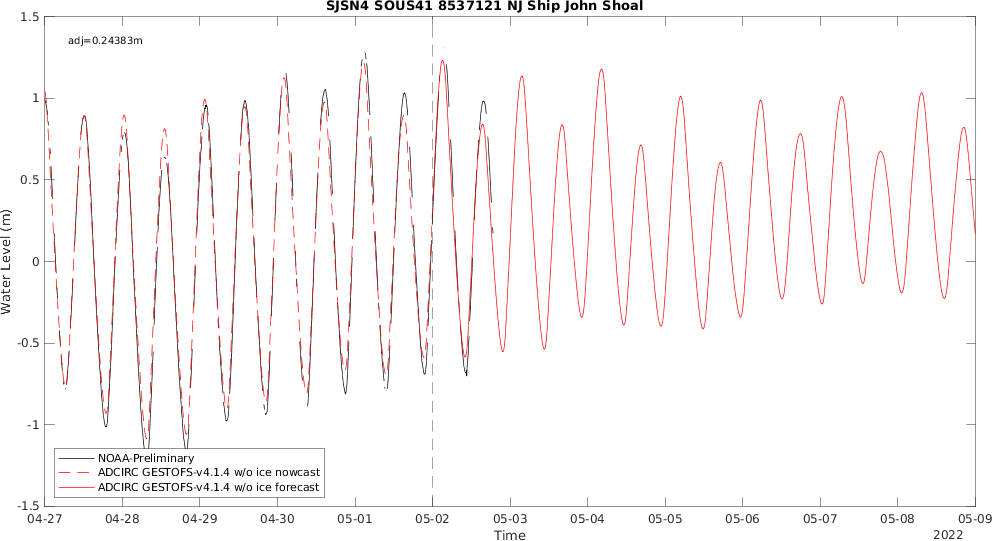 SJSN4 SOUS41 8537121 NJ Ship John Shoal
adj=0.24383m
1.5
1
0.5
0
-0.5
-1
-1.5
Water Level (m)
NOAA-Preliminary
ADCIRC GESTOFS-v4.1.4 w/o ice nowcast
ADCIRC GESTOFS-v4.1.4 w/o ice forecast
04-27 04-28 04-29 04-30 05-01 05-02 05-03 05-04 05-05 05-06 05-07 05-08 05-09
Time
2022